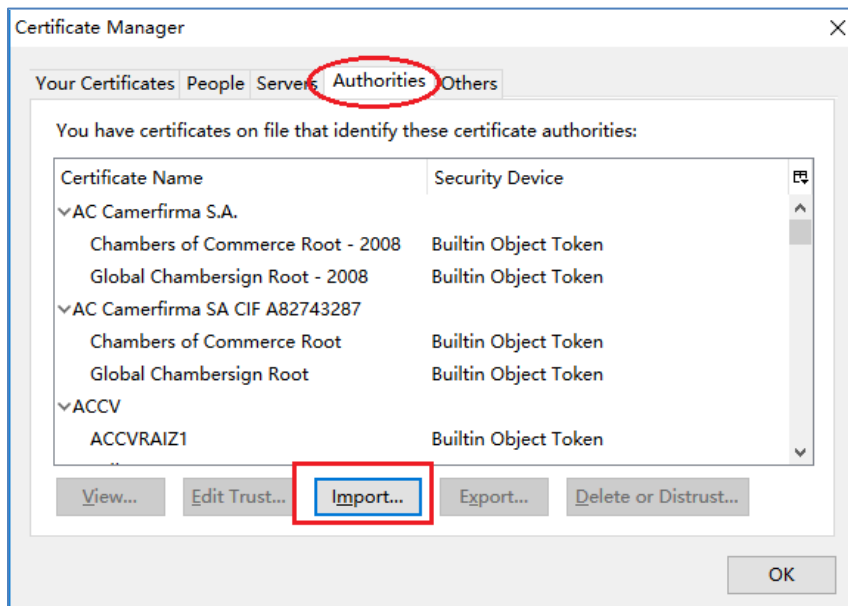 Certificate Manager
Your Certificates People Servers Authorities Others
You have certificates on file that identify these certificate authorities:
Certificate Name Security Device
AC Camerfirma S.A.
Chambers of Commerce Root - 2008 Builtin Object Token
Global Chambersign Root - 2008 Builtin Object Token
AC Camerfirma SA CIF A82743287
Chambers of Commerce Root Builtin Object Token
Global Chambersign Root Builtin Object Token
ACCV
ACCVRAIZ1 Builtin Object Token
View... Edit Trust... Import... Export... Delete or Distrust...
OK